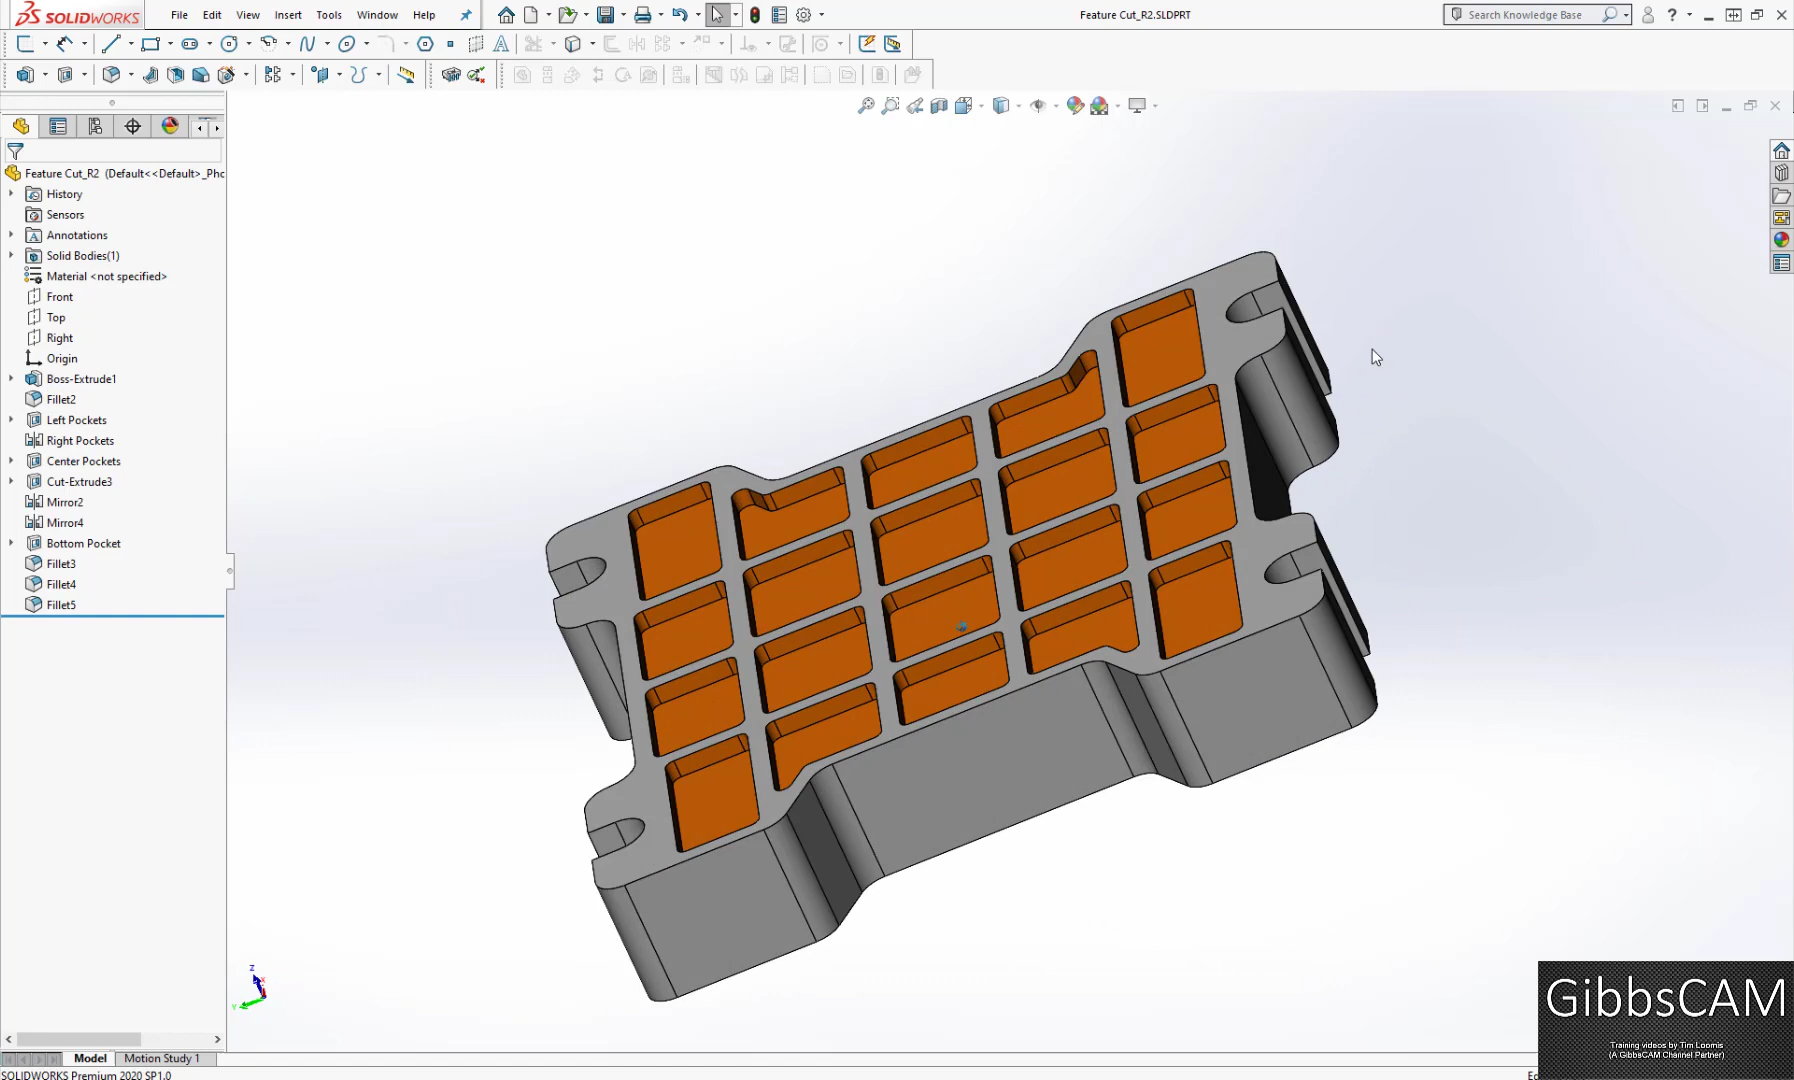 SOLIDWORKS
File Edit View Insert Tools Window Help
Feature Cut_R2.SLDPRT
Search Knowledge Base
Feature Cut_R2 (Default<<Default>_Phc
History
Sensors
Annotations
Solid Bodies(1)
Material <not specified>
Front
Top
Right
Origin
Boss-Extrude1
Fillet2
Left Pockets
Right Pockets
Center Pockets
Cut-Extrude3
Mirror2
Mirror4
Bottom Pocket
Fillet3
Fillet4
Fillet5
Z
Y
Model Motion Study 1
SOLIDWORKS Premium 2020 SP1.0
GibbsCAM
Training videos by Tim Loomis
(A GibbsCAM Channel Partner)